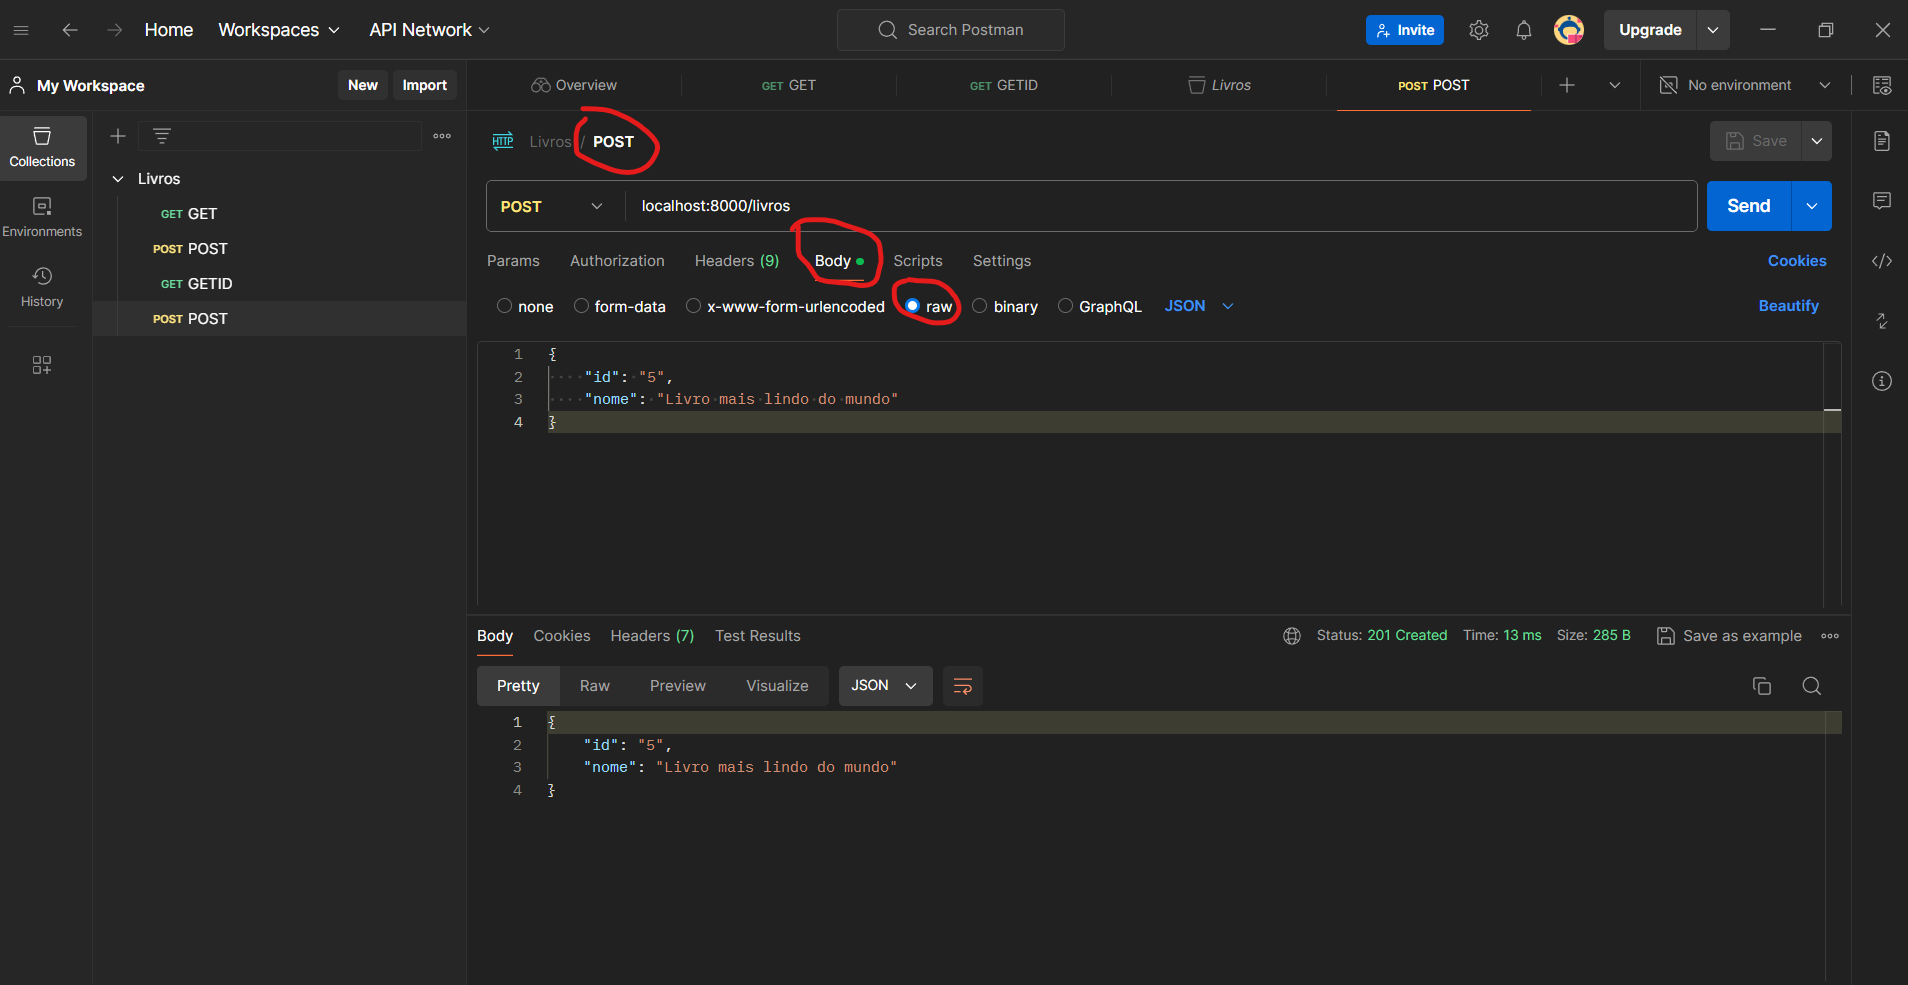 Home Workspaces API Network Search Postman Invite Upgrade
My Workspace New Import Overview GET GET GET GETID Livros POST POST No environment
Collections
Environments
History
Livros
GET GET
POST POST
GET GETID
POST POST
HTTP Livros / POST Save
POST localhost:8000/livros Send
Params Authorization Headers (9) Body Scripts Settings Cookies
none form-data x-www-form-urlencoded raw binary GraphQL JSON Beautify
1 {
2 "id": "5",
3 "nome": "Livro mais lindo do mundo"
4 }
Body Cookies Headers (7) Test Results Status: 201 Created Time: 13 ms Size: 285 B Save as example
Pretty Raw Preview Visualize JSON
1 {
2 "id": "5",
3 "nome": "Livro mais lindo do mundo"
4 }